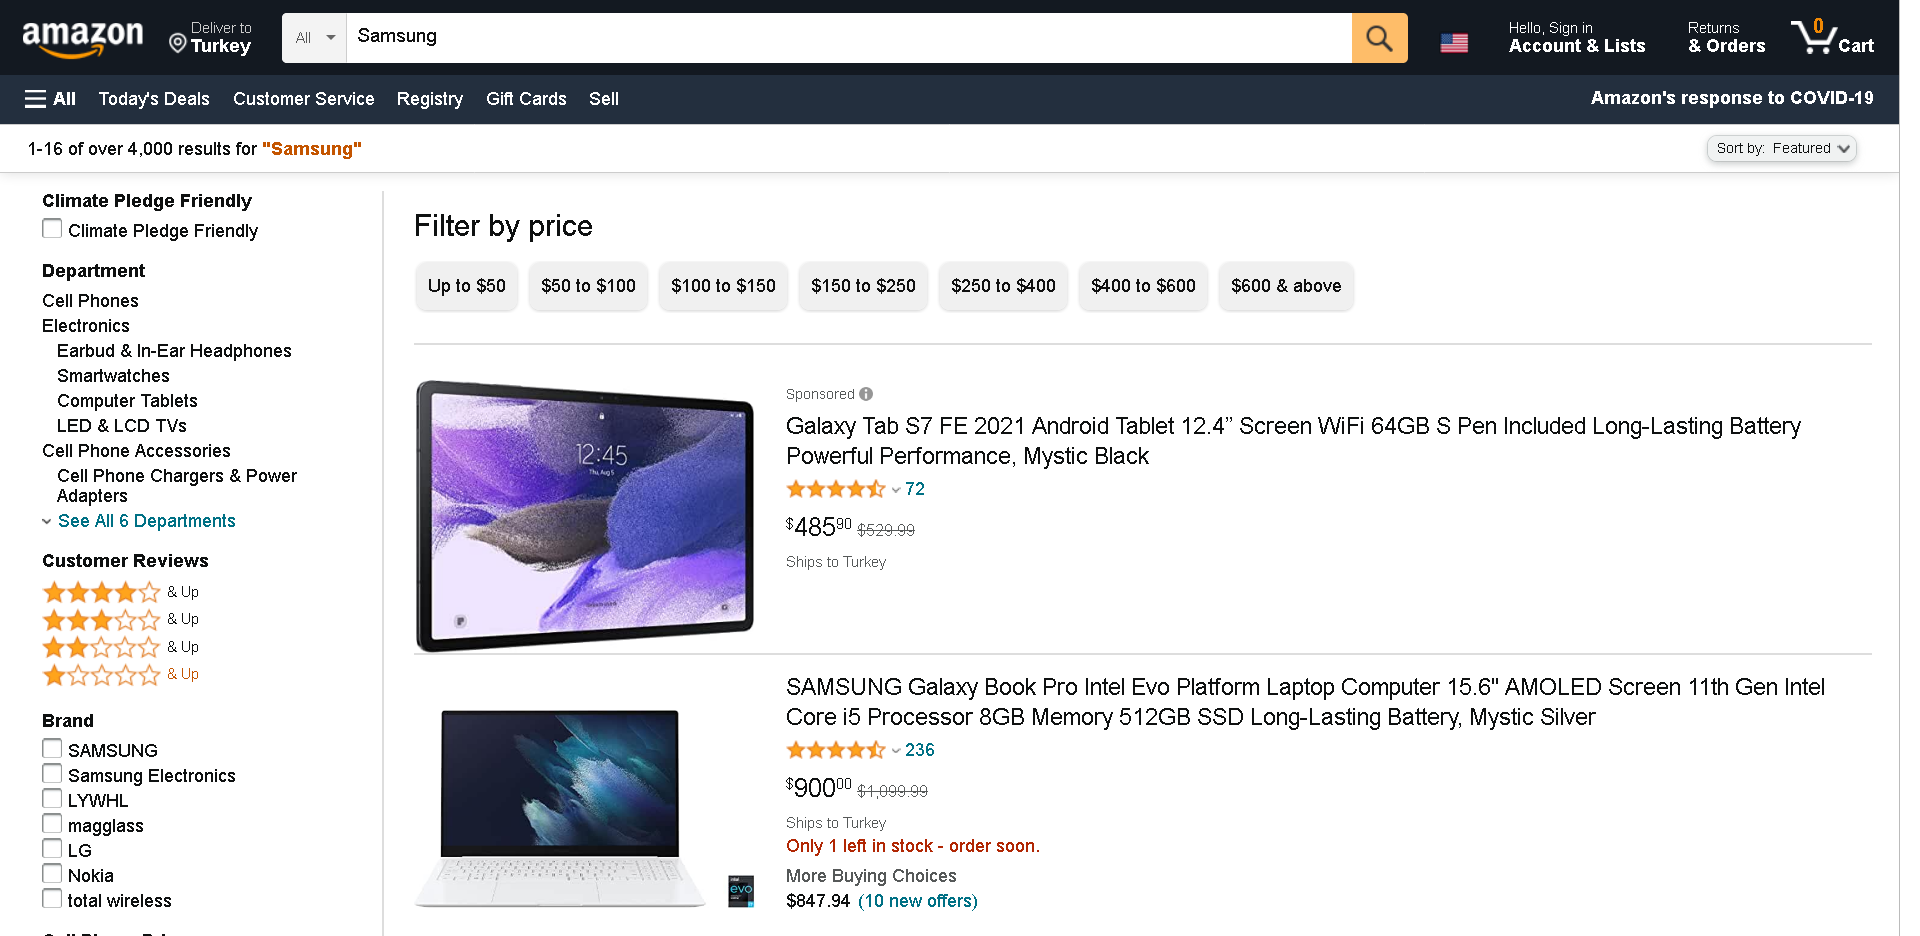 amazon
Deliver to
Turkey
All
Samsung
Hello, Sign in
Account & Lists
Returns
& Orders
0
Cart
All
Today's Deals
Customer Service
Registry
Gift Cards
Sell
Amazon's response to COVID-19
1-16 of over 4,000 results for "Samsung"
Sort by: Featured
Climate Pledge Friendly
Climate Pledge Friendly
Department
Cell Phones
Electronics
Earbud & In-Ear Headphones
Smartwatches
Computer Tablets
LED & LCD TVs
Cell Phone Accessories
Cell Phone Chargers & Power
Adapters
See All 6 Departments
Customer Reviews
& Up
& Up
& Up
& Up
Brand
SAMSUNG
Samsung Electronics
LYWHL
magglass
LG
Nokia
total wireless
Filter by price
Up to $50
$50 to $100
$100 to $150
$150 to $250
$250 to $400
$400 to $600
$600 & above
12:45
Thu, Aug 5
Sponsored
Galaxy Tab S7 FE 2021 Android Tablet 12.4” Screen WiFi 64GB S Pen Included Long-Lasting Battery
Powerful Performance, Mystic Black
72
$48590 $529.99
Ships to Turkey
evo
SAMSUNG Galaxy Book Pro Intel Evo Platform Laptop Computer 15.6" AMOLED Screen 11th Gen Intel
Core i5 Processor 8GB Memory 512GB SSD Long-Lasting Battery, Mystic Silver
236
$90000 $1,099.99
Ships to Turkey
Only 1 left in stock - order soon.
More Buying Choices
$847.94 (10 new offers)